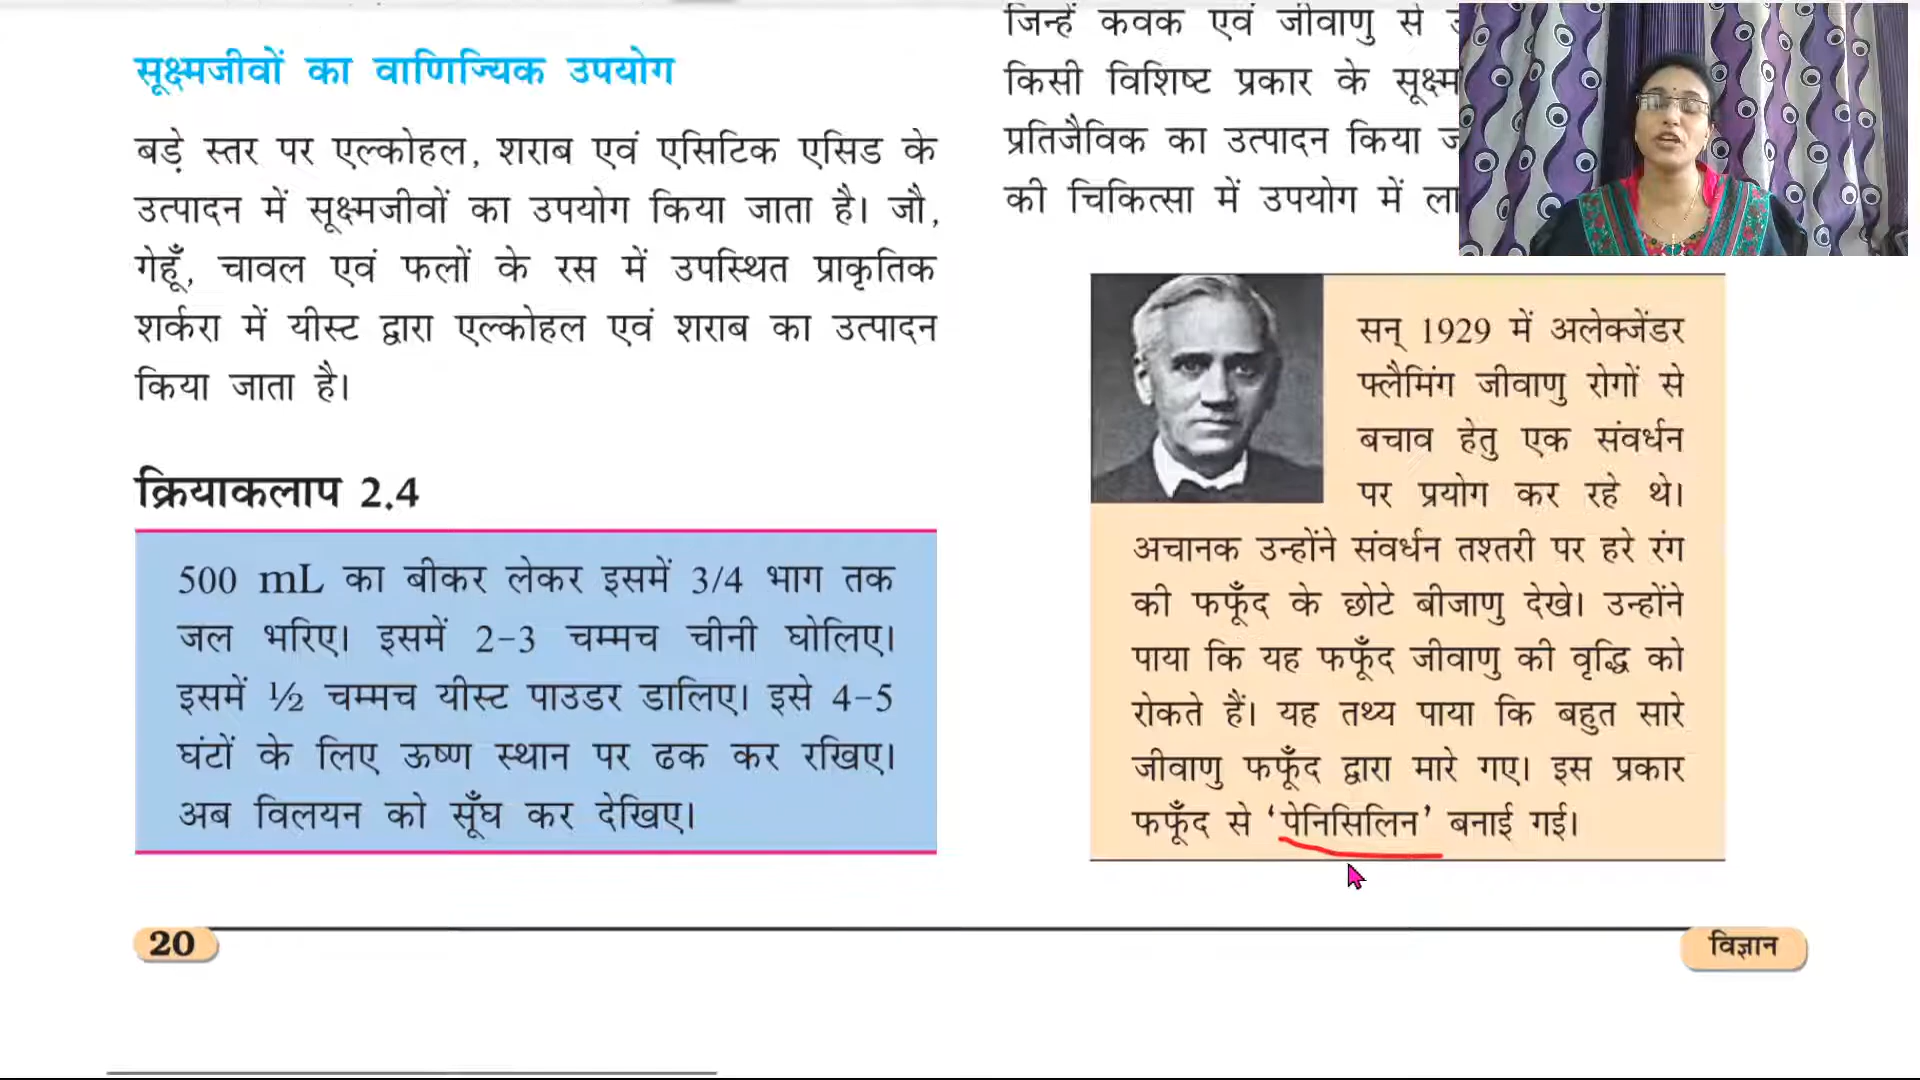 सूक्ष्मजीवों का वाणिज्यिक उपयोग
बड़े स्तर पर एल्कोहल, शराब एवं एसिटिक एसिड के
उत्पादन में सूक्ष्मजीवों का उपयोग किया जाता है। जौ,
गेहूँ, चावल एवं फलों के रस में उपस्थित प्राकृतिक
शर्करा में यीस्ट द्वारा एल्कोहल एवं शराब का उत्पादन
किया जाता है।
क्रियाकलाप 2.4
500 mL का बीकर लेकर इसमें 3/4 भाग तक
जल भरिए। इसमें 2-3 चम्मच चीनी घोलिए।
इसमें ½ चम्मच यीस्ट पाउडर डालिए। इसे 4-5
घंटों के लिए ऊष्ण स्थान पर ढक कर रखिए।
अब विलयन को सूँघ कर देखिए।
जिन्हें कवक एवं जीवाणु से
किसी विशिष्ट प्रकार के
प्रतिजैविक का उत्पादन किया
की चिकित्सा में उपयोग में
सन् 1929 में अलेक्जेंडर
फ्लैमिंग जीवाणु रोगों से
बचाव हेतु एक संवर्धन
पर प्रयोग कर रहे थे।
अचानक उन्होंने संवर्धन तश्तरी पर हरे रंग
की फफूँद के छोटे बीजाणु देखे। उन्होंने
पाया कि यह फफूँद जीवाणु की वृद्धि को
रोकते हैं। यह तथ्य पाया कि बहुत सारे
जीवाणु फफूँद द्वारा मारे गए। इस प्रकार
फफूँद से ‘पेनिसिलिन’ बनाई गई।
20
विज्ञान